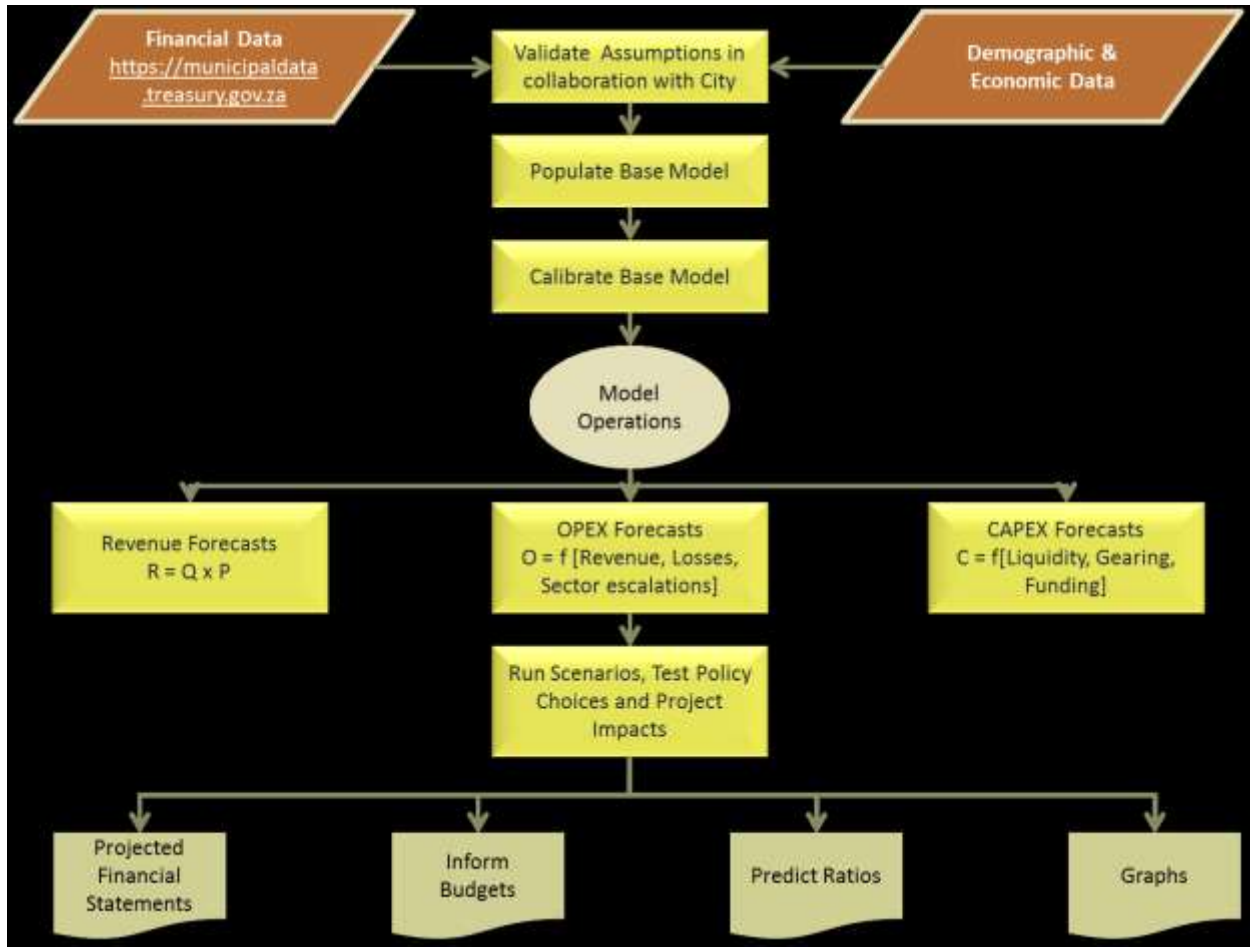 Financial Data
https://municipaldata
.treasury.gov.za
Validate Assumptions in
collaboration with City
Demographic &
Economic Data
Populate Base Model
Calibrate Base Model
Model
Operations
Revenue Forecasts
R = Q x P
OPEX Forecasts
O = f [Revenue, Losses,
Sector escalations]
CAPEX Forecasts
C = f[Liquidity, Gearing,
Funding]
Run Scenarios, Test Policy
Choices and Project
Impacts
Projected
Financial
Statements
Inform
Budgets
Predict Ratios
Graphs